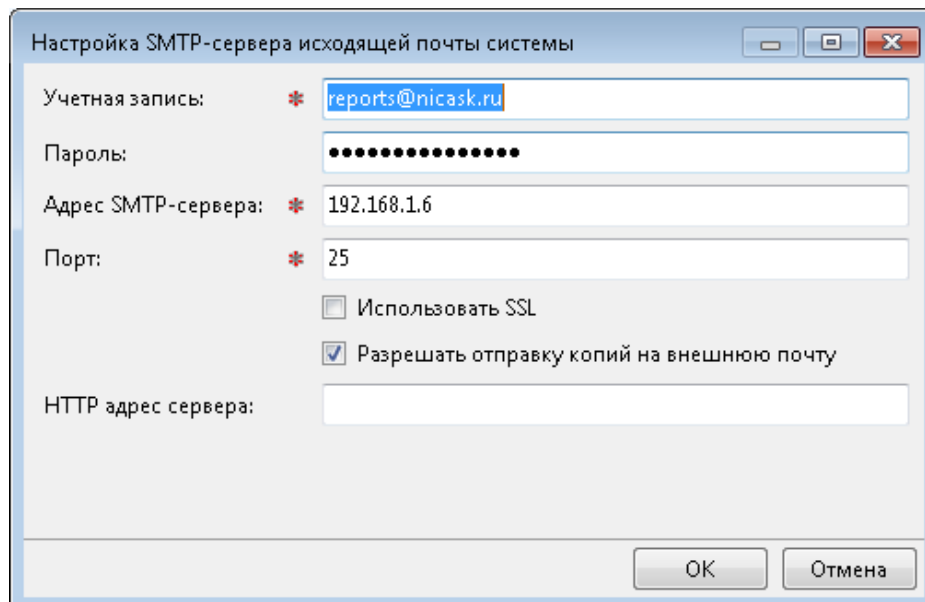 Настройка SMTP-сервера исходящей почты системы
Учетная запись: * reports@nicask.ru
Пароль: •••••••••••••••
Адрес SMTP-сервера: * 192.168.1.6
Порт: * 25
Использовать SSL
Разрешать отправку копий на внешнюю почту
HTTP адрес сервера:
OK Отмена